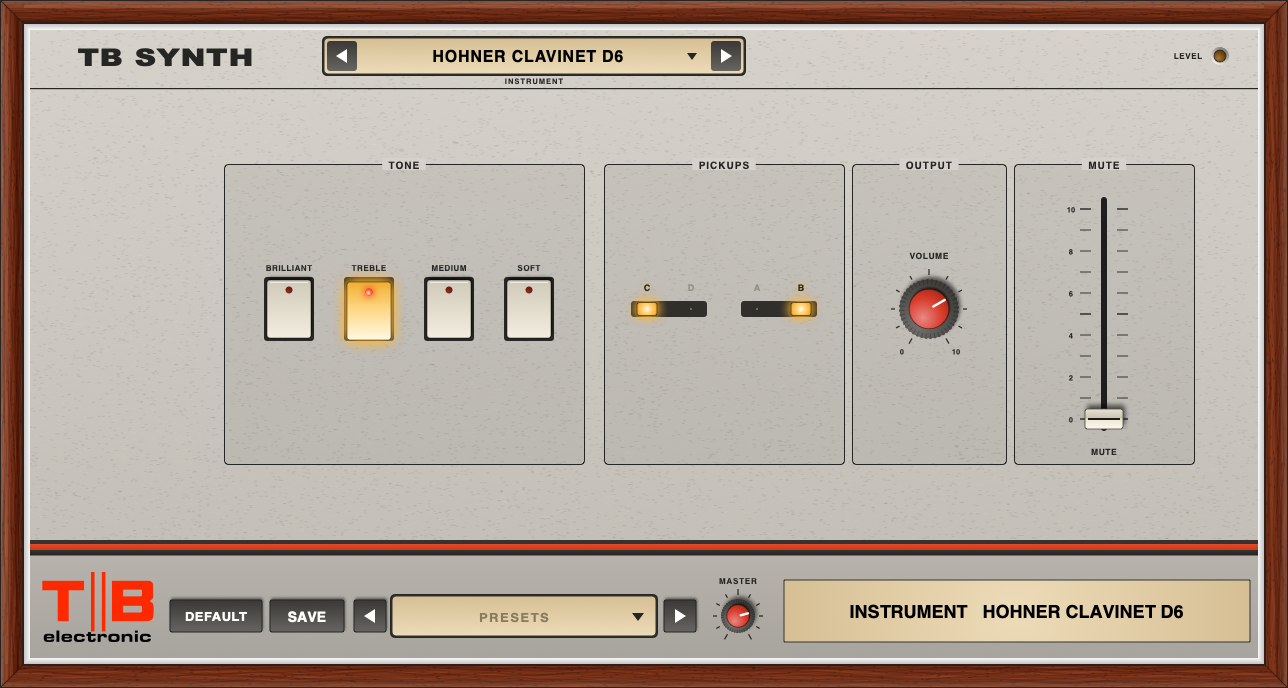 TB SYNTH
HOHNER CLAVINET D6
INSTRUMENT
LEVEL
TONE
PICKUPS
OUTPUT
MUTE
BRILLIANT
TREBLE
MEDIUM
SOFT
C
D
A
B
VOLUME
0
10
10
8
6
4
2
0
MUTE
TB
electronic
DEFAULT
SAVE
PRESETS
MASTER
INSTRUMENT HOHNER CLAVINET D6